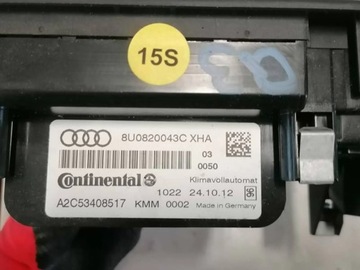 15S
8U0820043C XHA
03
0050
Continental
Klimavollautomat
1022 24.10.12
A2C53408517 KMM 0002 Made in Germany